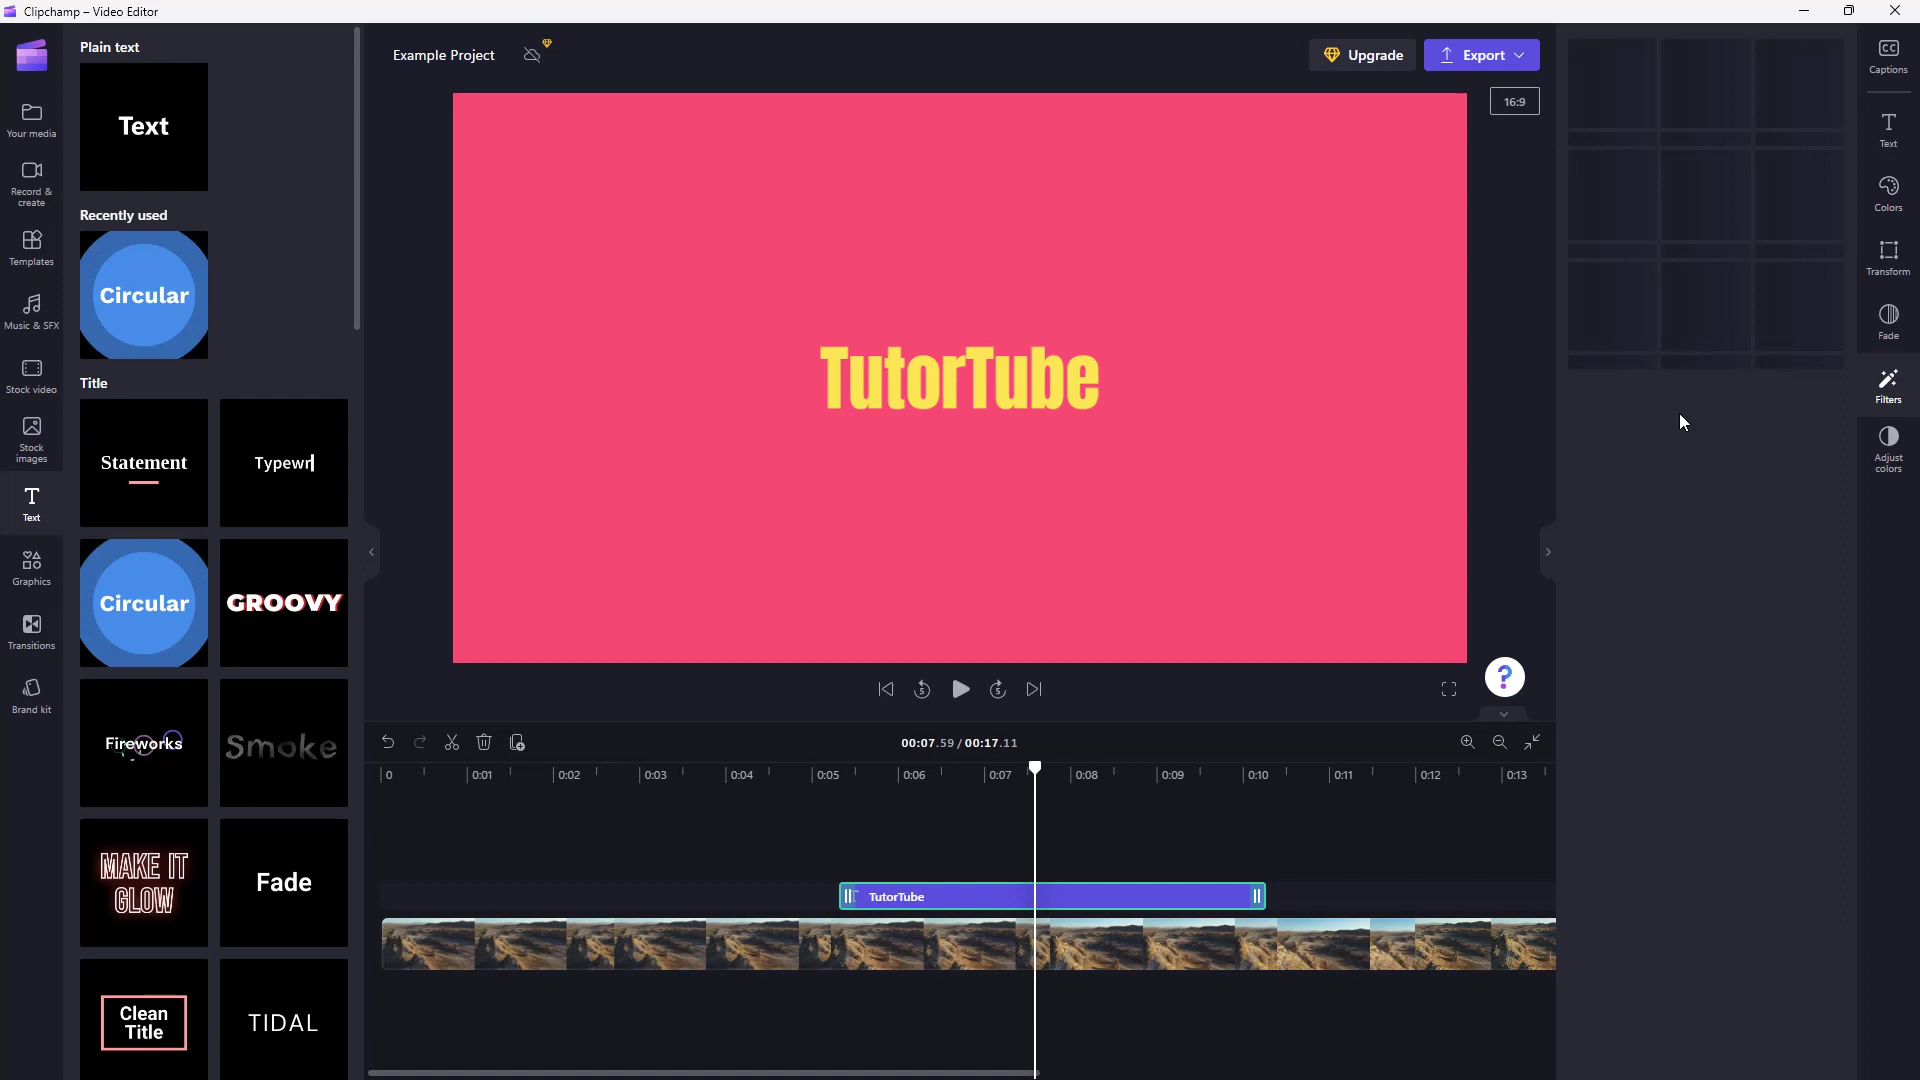 Clipchamp – Video Editor
Your media
Record &
create
Templates
Music & SFX
Stock video
Stock
images
Text
Graphics
Transitions
Brand kit
Plain text
Text
Recently used
Circular
Title
Statement
Typewr
Circular
GROOVY
Fireworks
Smoke
MAKE IT
GLOW
Fade
Clean
Title
TIDAL
Example Project
Upgrade
Export
16:9
TutorTube
5
5
?
00:07.59 / 00:17.11
0
0:01
0:02
0:03
0:04
0:05
0:06
0:07
0:08
0:09
0:10
0:11
0:12
0:13
TutorTube
CC
Captions
Text
Colors
Transform
Fade
Filters
Adjust
colors